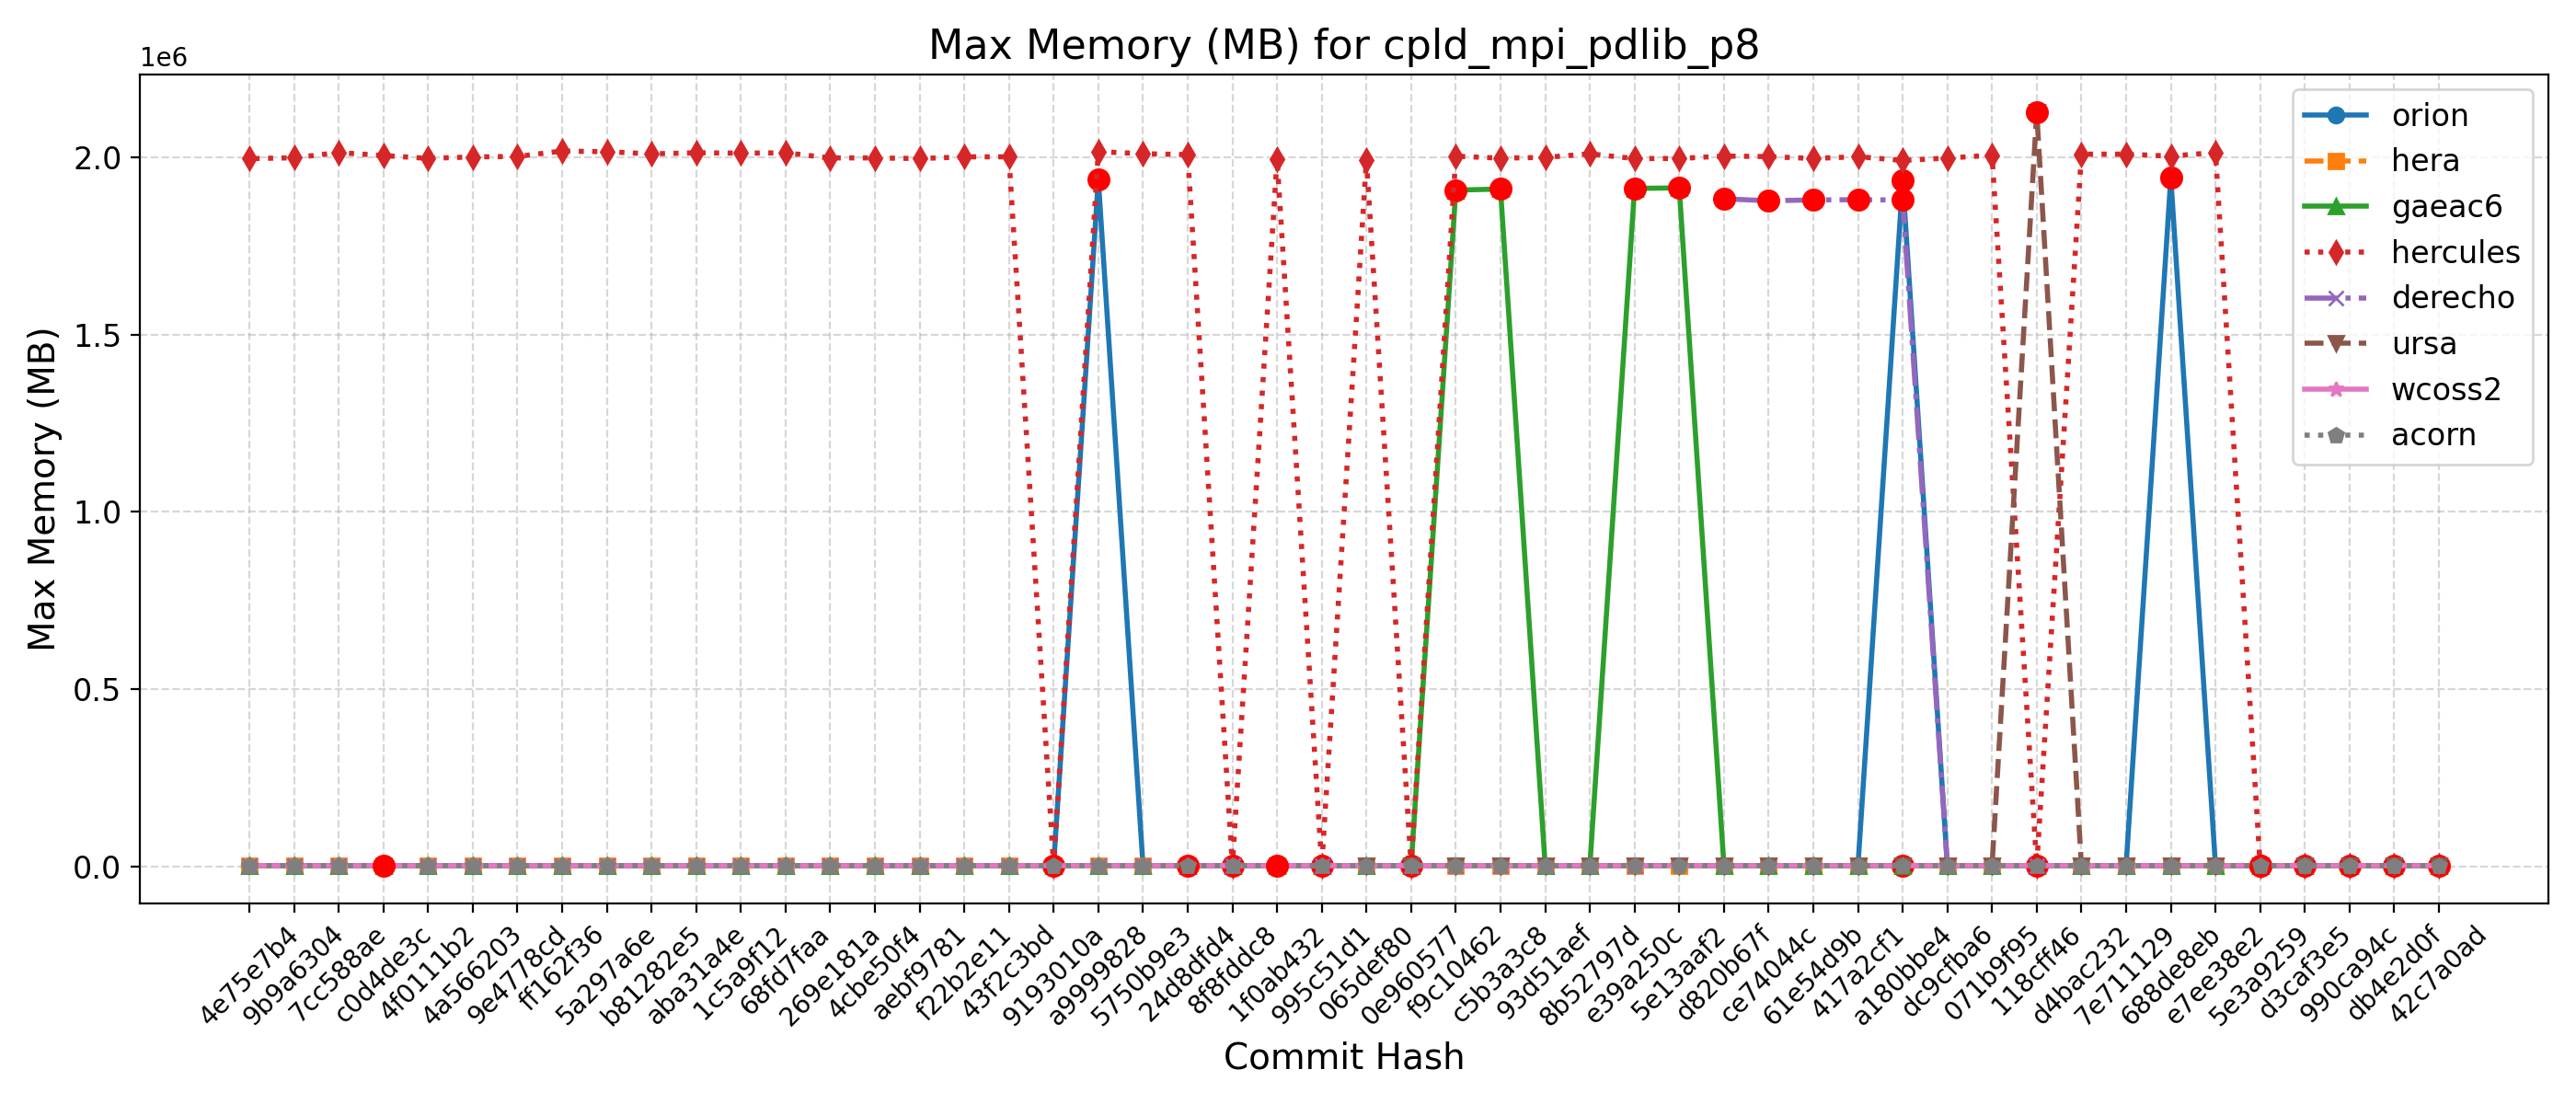 Max Memory (MB) for cpld_mpi_pdlib_p8
1e6
2.0
1.5
1.0
0.5
0.0
Max Memory (MB)
orion
hera
gaeac6
hercules
derecho
ursa
wcoss2
acorn
4e75e7b4
9b9a6304
7cc588ae
c0d4de3c
4f0111b2
4a566203
9e4778cd
ff162f36
5a297a6e
b81282e5
aba31a4e
1c5a9f12
68fd7faa
269e181a
4cbe50f4
aebf9781
f22b2e11
43f2c3bd
9193010a
a9999828
5750b9e3
24d8dfd4
8f8fddc8
1f0ab432
995c51d1
065def80
0e960577
f9c10462
c5b3a3c8
93d51aef
8b52797d
e39a250c
5e13aaf2
d820b67f
ce74044c
61e54d9b
417a2cf1
a180bbe4
dc9cfba6
071b9f95
118cff46
d4bac232
7e711129
688de8eb
e7ee38e2
5e3a9259
d3caf3e5
990ca94c
db4e2d0f
42c7a0ad
Commit Hash